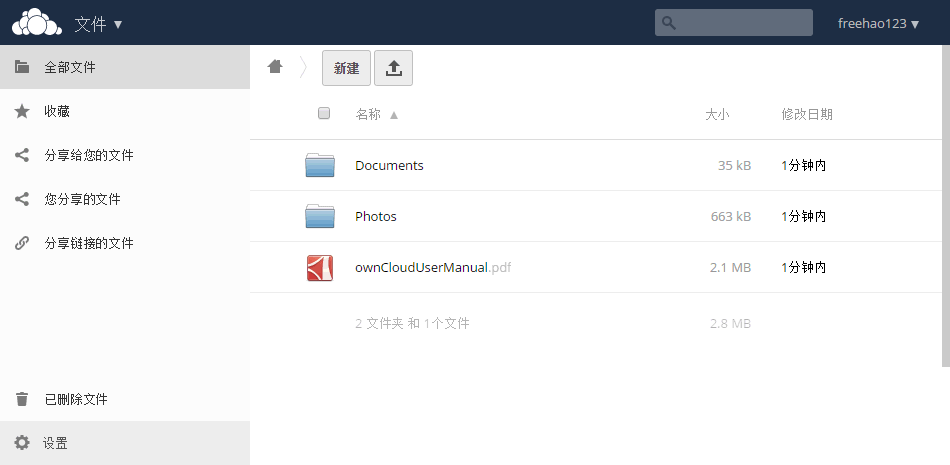 文件 ▼
freehao123 ▼
全部文件
收藏
分享给您的文件
您分享的文件
分享链接的文件
已删除文件
设置
新建
名称 ▲ 大小 修改日期
Documents 35 kB 1分钟内
Photos 663 kB 1分钟内
ownCloudUserManual.pdf 2.1 MB 1分钟内
2 文件夹 和 1个文件 2.8 MB